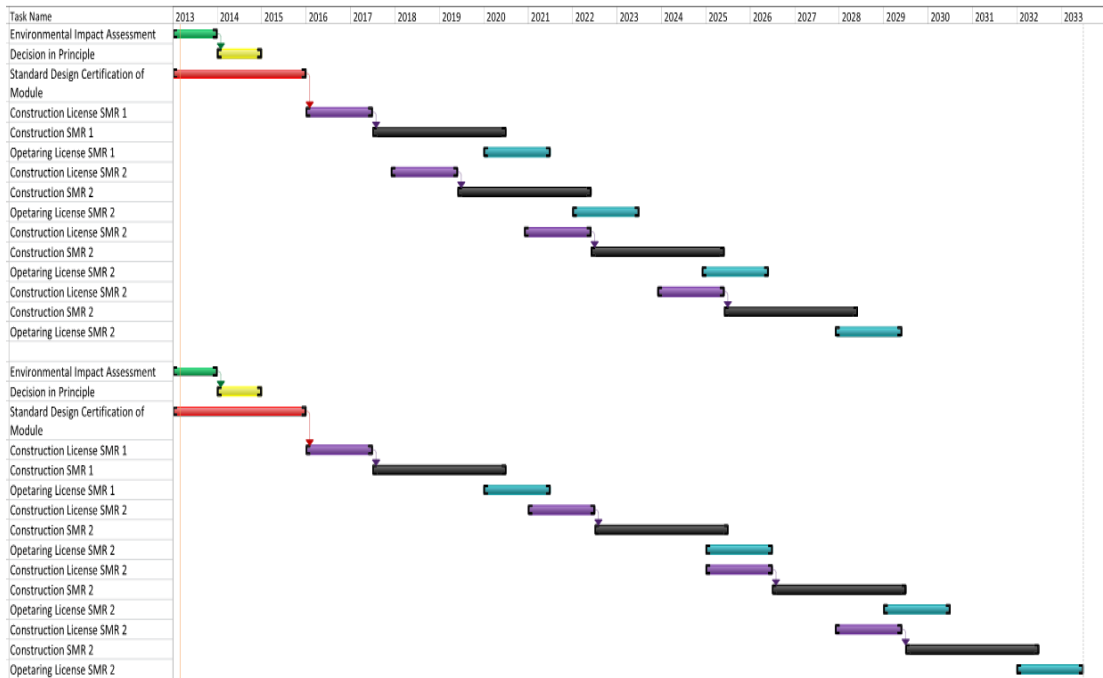 Task Name 2013 2014 2015 2016 2017 2018 2019 2020 2021 2022 2023 2024 2025 2026 2027 2028 2029 2030 2031 2032 2033
Environmental Impact Assessment
Decision in Principle
Standard Design Certification of
Module
Construction License SMR 1
Construction SMR 1
Opetaring License SMR 1
Construction License SMR 2
Construction SMR 2
Opetaring License SMR 2
Construction License SMR 2
Construction SMR 2
Opetaring License SMR 2
Construction License SMR 2
Construction SMR 2
Opetaring License SMR 2
Environmental Impact Assessment
Decision in Principle
Standard Design Certification of
Module
Construction License SMR 1
Construction SMR 1
Opetaring License SMR 1
Construction License SMR 2
Construction SMR 2
Opetaring License SMR 2
Construction License SMR 2
Construction SMR 2
Opetaring License SMR 2
Construction License SMR 2
Construction SMR 2
Opetaring License SMR 2